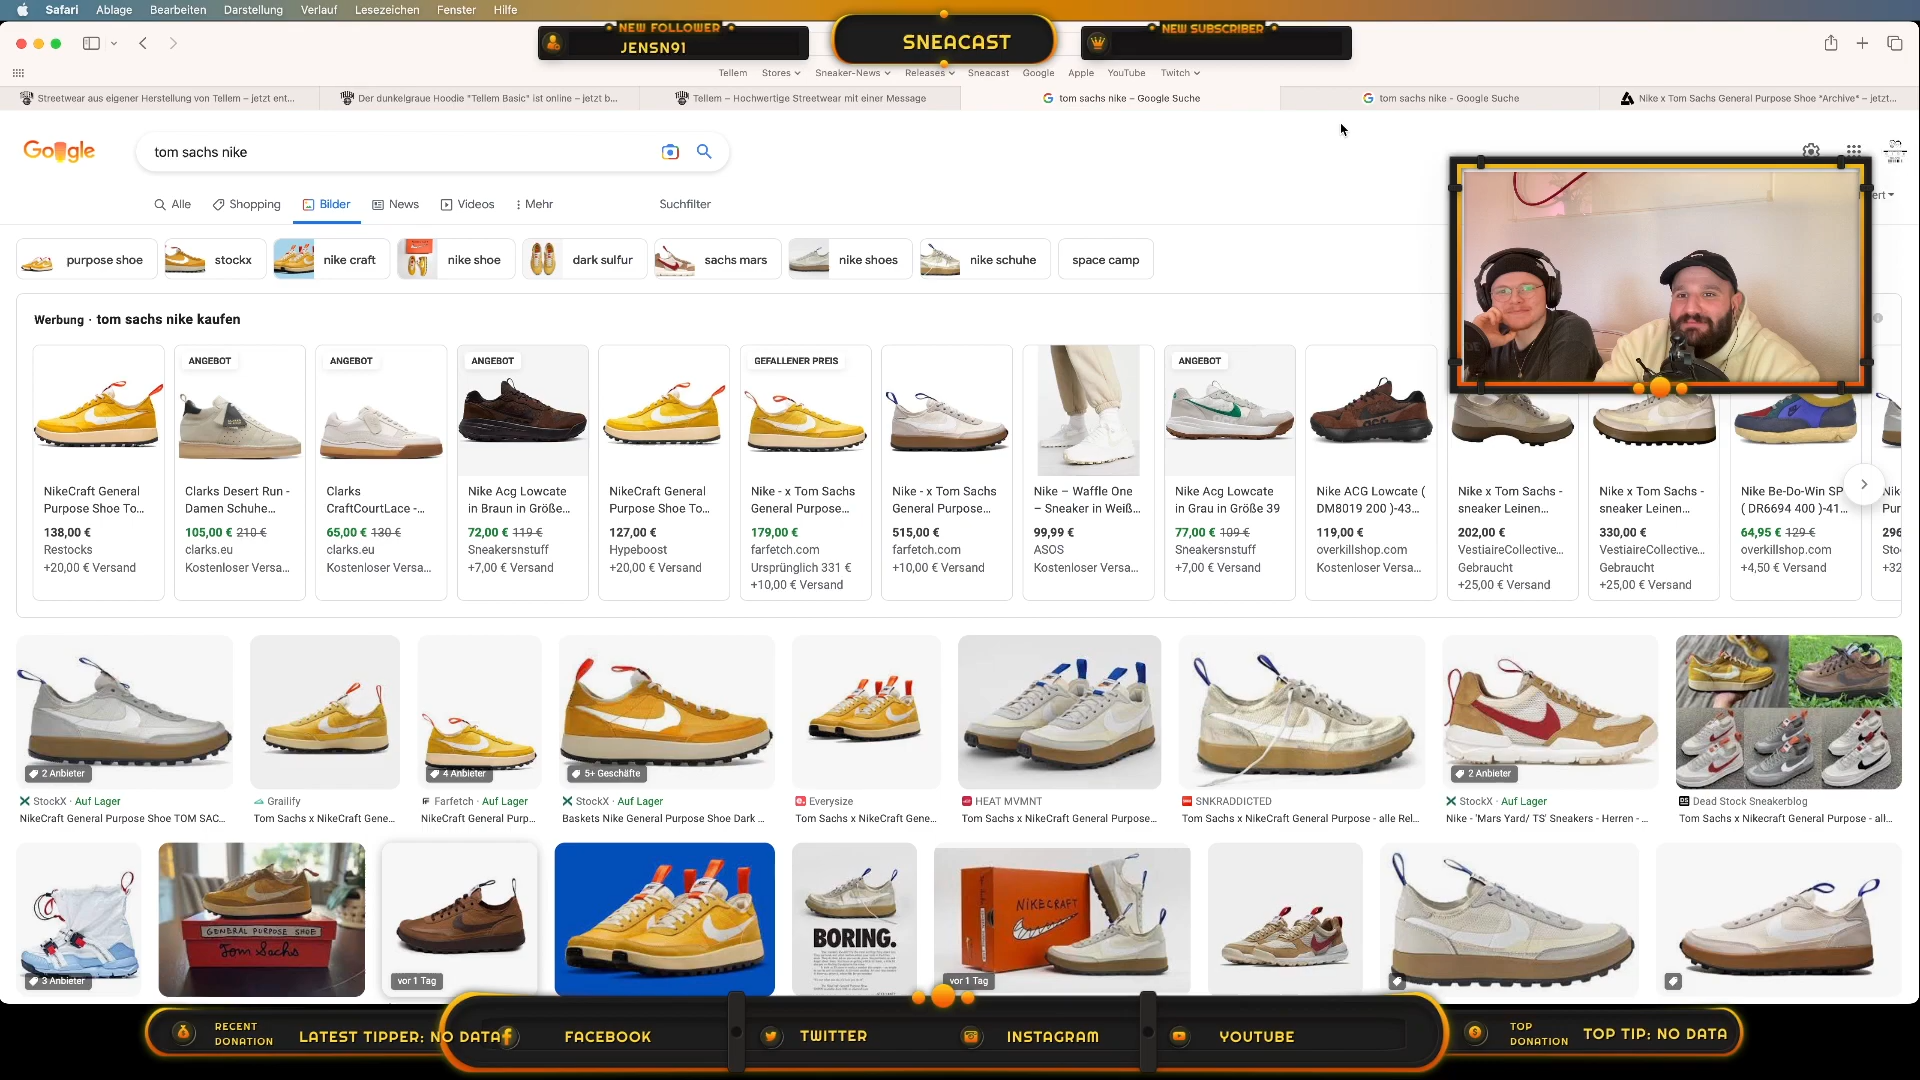 Safari Ablage Bearbeiten Darstellung Verlauf Lesezeichen Fenster Hilfe
NEW FOLLOWER
JENSN91
SNEACAST
NEW SUBSCRIBER
Tellem Stores Sneaker-News Releases Sneacast Google Apple YouTube Twitch
Streetwear aus eigener Herstellung von Tellem – jetzt ent...
Der dunkelgraue Hoodie "Tellem Basic" ist online – jetzt b...
Tellem – Hochwertige Streetwear mit einer Message
tom sachs nike – Google Suche
tom sachs nike - Google Suche
Nike x Tom Sachs General Purpose Shoe *Archive* – jetzt...
Google
tom sachs nike
Alle Shopping Bilder News Videos Mehr Suchfilter
purpose shoe stockx nike craft nike shoe dark sulfur sachs mars nike shoes nike schuhe space camp
Werbung · tom sachs nike kaufen
NikeCraft General
Purpose Shoe To...
138,00 €
Restocks
+20,00 € Versand
ANGEBOT
Clarks Desert Run -
Damen Schuhe...
105,00 € 210 €
clarks.eu
Kostenloser Versa...
ANGEBOT
Clarks
CraftCourtLace -...
65,00 € 130 €
clarks.eu
Kostenloser Versa...
ANGEBOT
Nike Acg Lowcate
in Braun in Größe...
72,00 € 119 €
Sneakersnstuff
+7,00 € Versand
NikeCraft General
Purpose Shoe To...
127,00 €
Hypeboost
+20,00 € Versand
GEFALLENER PREIS
Nike - x Tom Sachs
General Purpose...
179,00 €
farfetch.com
Ursprünglich 331 €
+10,00 € Versand
Nike - x Tom Sachs
General Purpose...
515,00 €
farfetch.com
+10,00 € Versand
Nike – Waffle One
– Sneaker in Weiß...
99,99 €
ASOS
Kostenloser Versa...
ANGEBOT
Nike Acg Lowcate
in Grau in Größe 39
77,00 € 109 €
Sneakersnstuff
+7,00 € Versand
Nike ACG Lowcate (
DM8019 200 )-43...
119,00 €
overkillshop.com
Kostenloser Versa...
Nike x Tom Sachs -
sneaker Leinen...
202,00 €
VestiaireCollective...
Gebraucht
+25,00 € Versand
Nike x Tom Sachs -
sneaker Leinen...
330,00 €
VestiaireCollective...
Gebraucht
+25,00 € Versand
Nike Be-Do-Win SP
( DR6694 400 )-41...
64,95 € 129 €
overkillshop.com
+4,50 € Versand
2 Anbieter
StockX · Auf Lager
NikeCraft General Purpose Shoe TOM SAC...
Grailify
Tom Sachs x NikeCraft Gene...
4 Anbieter
Farfetch · Auf Lager
NikeCraft General Purp...
5+ Geschäfte
StockX · Auf Lager
Baskets Nike General Purpose Shoe Dark ...
Everysize
Tom Sachs x NikeCraft Gene...
HEAT MVMNT
Tom Sachs x NikeCraft General Purpose...
SNKRADDICTED
Tom Sachs x NikeCraft General Purpose - alle Rel...
2 Anbieter
StockX · Auf Lager
Nike - 'Mars Yard/ TS' Sneakers - Herren - ...
Dead Stock Sneakerblog
Tom Sachs x Nikecraft General Purpose - all...
3 Anbieter
GENERAL PURPOSE SHOE
Tom Sachs
vor 1 Tag
BORING.
NIKECRAFT
vor 1 Tag
RECENT
DONATION
LATEST TIPPER: NO DATA
FACEBOOK
TWITTER
INSTAGRAM
YOUTUBE
TOP
DONATION
TOP TIP: NO DATA